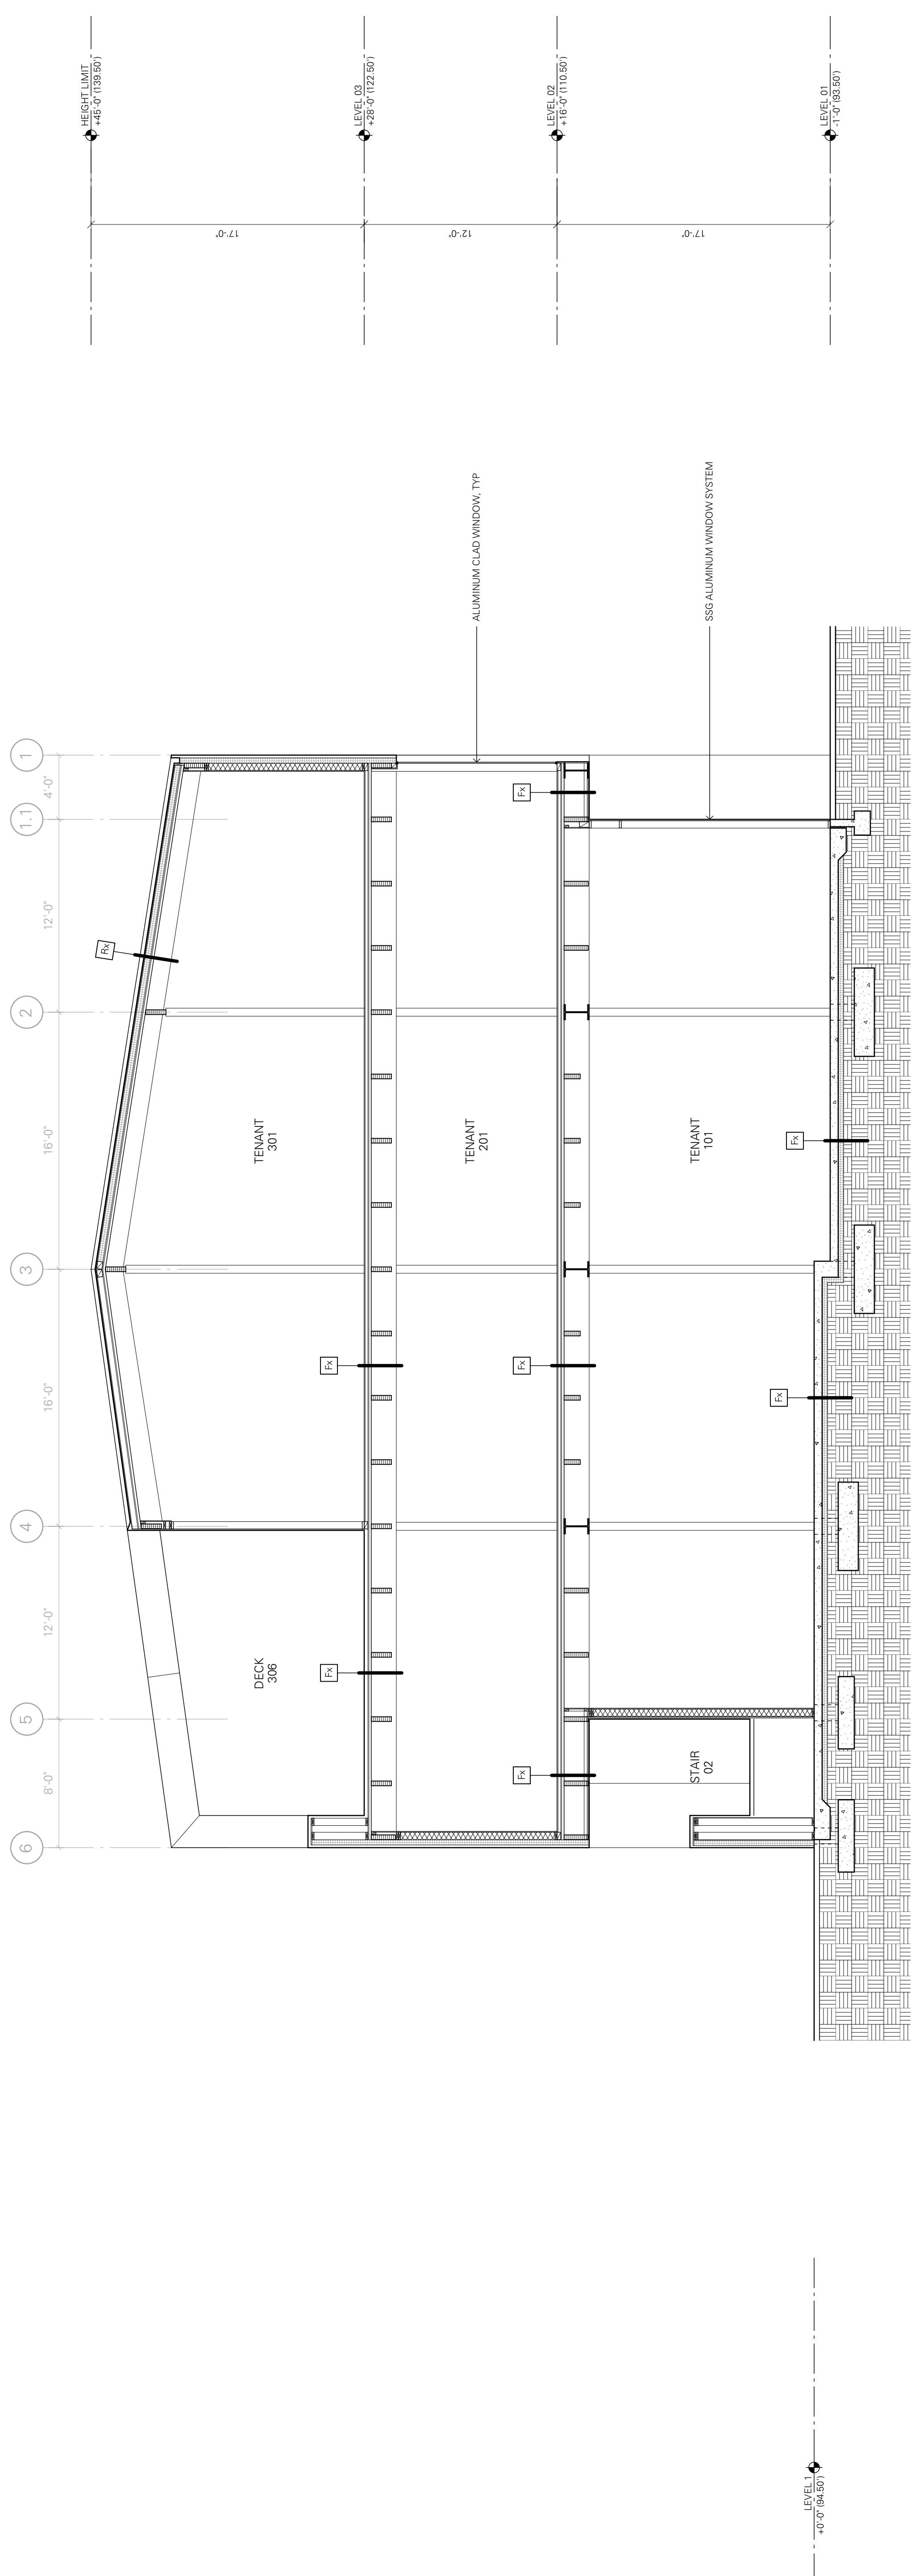 6
5
4
3
2
1.1
1
8'-0"
12'-0"
16'-0"
16'-0"
12'-0"
4'-0"
HEIGHT LIMIT
+45'-0" (139.50')
17'-0"
Rx
DECK
306
TENANT
301
LEVEL 03
+28'-0" (122.50')
Fx
Fx
12'-0"
TENANT
201
ALUMINUM CLAD WINDOW, TYP
LEVEL 02
+16'-0" (110.50')
Fx
Fx
Fx
17'-0"
STAIR
02
TENANT
101
SSG ALUMINUM WINDOW SYSTEM
Fx
Fx
LEVEL 1
+0'-0" (94.50')
LEVEL 01
-1'-0" (93.50')